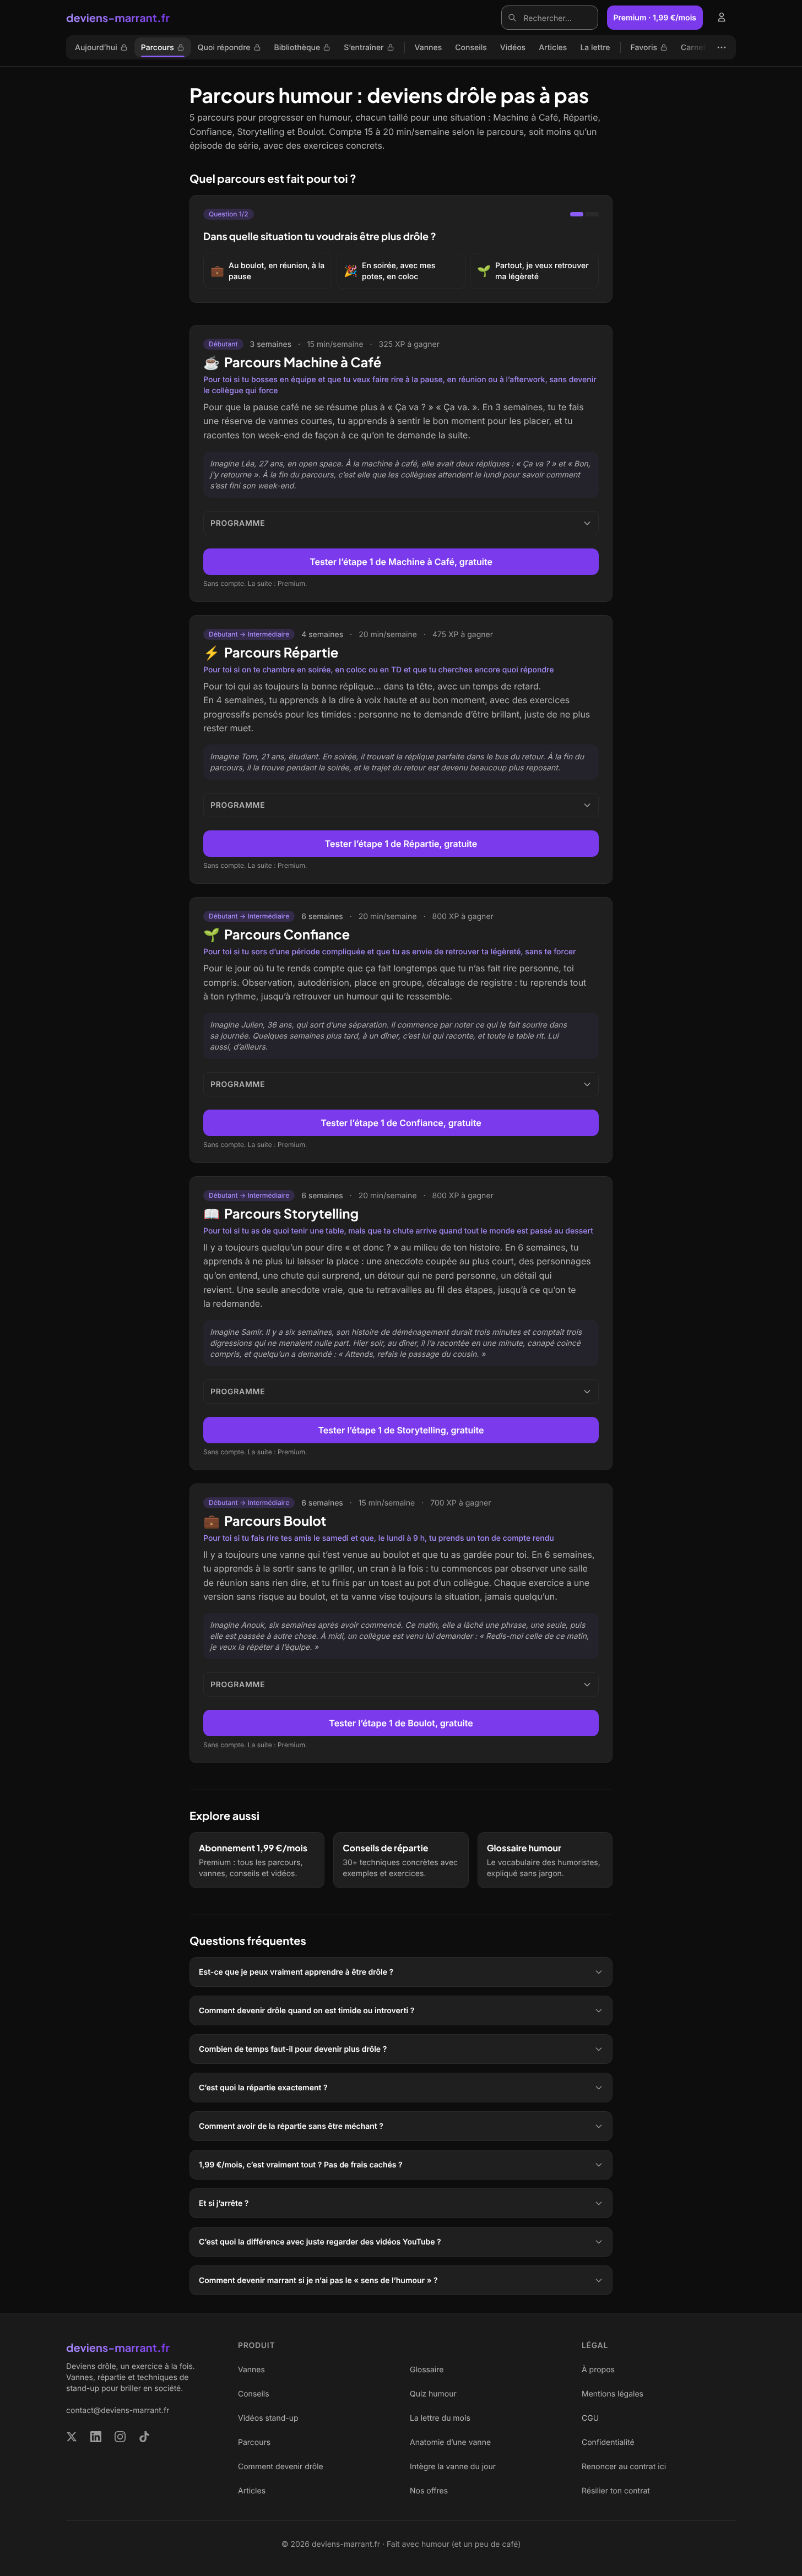 deviens-marrant.fr
Rechercher...
Premium · 1,99 €/mois
Aujourd'hui
Parcours
Quoi répondre
Bibliothèque
S'entraîner
Vannes
Conseils
Vidéos
Articles
La lettre
Favoris
Parcours humour : deviens drôle pas à pas
5 parcours pour progresser en humour, chacun taillé pour une situation : Machine à Café, Répartie,
Confiance, Storytelling et Boulot. Compte 15 à 20 min/semaine selon le parcours, soit moins qu'un
épisode de série, avec des exercices concrets.
Quel parcours est fait pour toi ?
Question 1/2
Dans quelle situation tu voudrais être plus drôle ?
Au boulot, en réunion, à la
pause
En soirée, avec mes
potes, en coloc
Partout, je veux retrouver
ma légèreté
Débutant
3 semaines · 15 min/semaine · 325 XP à gagner
Parcours Machine à Café
Pour toi si tu bosses en équipe et que tu veux faire rire à la pause, en réunion ou à l'afterwork, sans devenir
le collègue qui force
Pour que la pause café ne se résume plus à « Ça va ? » « Ça va. ». En 3 semaines, tu te fais
une réserve de vannes courtes, tu apprends à sentir le bon moment pour les placer, et tu
racontes ton week-end de façon à ce qu'on te demande la suite.
Imagine Léa, 27 ans, en open space. À la machine à café, elle avait deux répliques : « Ça va ? » et « Bon,
j'y retourne ». À la fin du parcours, c'est elle que les collègues attendent le lundi pour savoir comment
s'est fini son week-end.
PROGRAMME
Tester l'étape 1 de Machine à Café, gratuite
Sans compte. La suite : Premium.
Débutant → Intermédiaire
4 semaines · 20 min/semaine · 475 XP à gagner
Parcours Répartie
Pour toi si on te chambre en soirée, en coloc ou en TD et que tu cherches encore quoi répondre
Pour toi qui as toujours la bonne réplique… dans ta tête, avec un temps de retard.
En 4 semaines, tu apprends à la dire à voix haute et au bon moment, avec des exercices
progressifs pensés pour les timides : personne ne te demande d'être brillant, juste de ne plus
rester muet.
Imagine Tom, 21 ans, étudiant. En soirée, il trouvait la réplique parfaite dans le bus du retour. À la fin du
parcours, il la trouve pendant la soirée, et le trajet du retour est devenu beaucoup plus reposant.
PROGRAMME
Tester l'étape 1 de Répartie, gratuite
Sans compte. La suite : Premium.
Débutant → Intermédiaire
6 semaines · 20 min/semaine · 800 XP à gagner
Parcours Confiance
Pour toi si tu sors d'une période compliquée et que tu as envie de retrouver ta légèreté, sans te forcer
Pour le jour où tu te rends compte que ça fait longtemps que tu n'as fait rire personne, toi
compris. Observation, autodérision, place en groupe, décalage de registre : tu reprends tout
à ton rythme, jusqu'à retrouver un humour qui te ressemble.
Imagine Julien, 36 ans, qui sort d'une séparation. Il commence par noter ce qui le fait sourire dans
sa journée. Quelques semaines plus tard, à un dîner, c'est lui qui raconte, et toute la table rit. Lui
aussi, d'ailleurs.
PROGRAMME
Tester l'étape 1 de Confiance, gratuite
Sans compte. La suite : Premium.
Débutant → Intermédiaire
6 semaines · 20 min/semaine · 800 XP à gagner
Parcours Storytelling
Pour toi si tu as de quoi tenir une table, mais que ta chute arrive quand tout le monde est passé au dessert
Il y a toujours quelqu'un pour dire « et donc ? » au milieu de ton histoire. En 6 semaines, tu
apprends à ne plus lui laisser la place : une anecdote coupée au plus court, des personnages
qu'on entend, une chute qui surprend, un détour qui ne perd personne, un détail qui
revient. Une seule anecdote vraie, que tu retravailles au fil des étapes, jusqu'à ce qu'on te
la redemande.
Imagine Samir. Il y a six semaines, son histoire de déménagement durait trois minutes et comptait trois
digressions qui ne menaient nulle part. Hier soir, au dîner, il l'a racontée en une minute, canapé coincé
compris, et quelqu'un a demandé : « Attends, refais le passage du cousin. »
PROGRAMME
Tester l'étape 1 de Storytelling, gratuite
Sans compte. La suite : Premium.
Débutant → Intermédiaire
6 semaines · 15 min/semaine · 700 XP à gagner
Parcours Boulot
Pour toi si tu fais rire tes amis le samedi et que, le lundi à 9 h, tu prends un ton de compte rendu
Il y a toujours une vanne qui t'est venue au boulot et que tu as gardée pour toi. En 6 semaines,
tu apprends à la sortir sans te griller, un cran à la fois : tu commences par observer une salle
de réunion sans rien dire, et tu finis par un toast au pot d'un collègue. Chaque exercice a une
version sans risque au boulot, et ta vanne vise toujours la situation, jamais quelqu'un.
Imagine Anouk, six semaines après avoir commencé. Ce matin, elle a lâché une phrase, une seule, puis
elle est passée à autre chose. À midi, un collègue est venu lui demander : « Redis-moi celle de ce matin,
je veux la répéter à l'équipe. »
PROGRAMME
Tester l'étape 1 de Boulot, gratuite
Sans compte. La suite : Premium.
Explore aussi
Abonnement 1,99 €/mois
Premium : tous les parcours,
vannes, conseils et vidéos.
Conseils de répartie
30+ techniques concrètes avec
exemples et exercices.
Glossaire humour
Le vocabulaire des humoristes,
expliqué sans jargon.
Questions fréquentes
Est-ce que je peux vraiment apprendre à être drôle ?
Comment devenir drôle quand on est timide ou introverti ?
Combien de temps faut-il pour devenir plus drôle ?
C'est quoi la répartie exactement ?
Comment avoir de la répartie sans être méchant ?
1,99 €/mois, c'est vraiment tout ? Pas de frais cachés ?
Et si j'arrête ?
C'est quoi la différence avec juste regarder des vidéos YouTube ?
Comment devenir marrant si je n'ai pas le « sens de l'humour » ?
deviens-marrant.fr
Deviens drôle, un exercice à la fois.
Vannes, répartie et techniques de
stand-up pour briller en société.
contact@deviens-marrant.fr
PRODUIT
Vannes
Conseils
Vidéos stand-up
Parcours
Comment devenir drôle
Articles
Glossaire
Quiz humour
La lettre du mois
Anatomie d'une vanne
Intègre la vanne du jour
Nos offres
LÉGAL
À propos
Mentions légales
CGU
Confidentialité
Renoncer au contrat ici
Résilier ton contrat
© 2026 deviens-marrant.fr · Fait avec humour (et un peu de café)